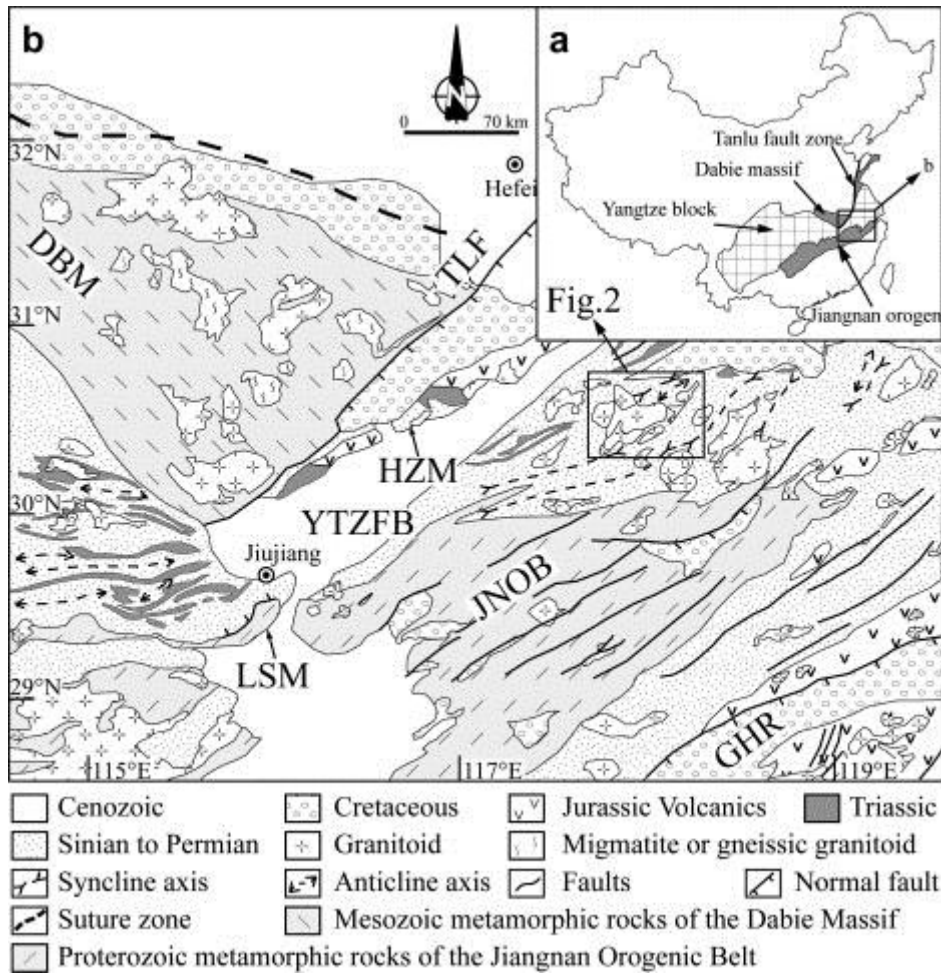 b
N
0 70 km
Hefei
32°N
DBM
TLF
31°N
a
Tanlu fault zone
Dabie massif
b
Yangtze block
Jiangnan orogen
Fig.2
HZM
30°N
YTZFB
Jiujiang
JNOB
LSM
29°N
GHR
115°E
117°E
119°E
Cenozoic
Cretaceous
Jurassic Volcanics
Triassic
Sinian to Permian
Granitoid
Migmatite or gneissic granitoid
Syncline axis
Anticline axis
Faults
Normal fault
Suture zone
Mesozoic metamorphic rocks of the Dabie Massif
Proterozoic metamorphic rocks of the Jiangnan Orogenic Belt